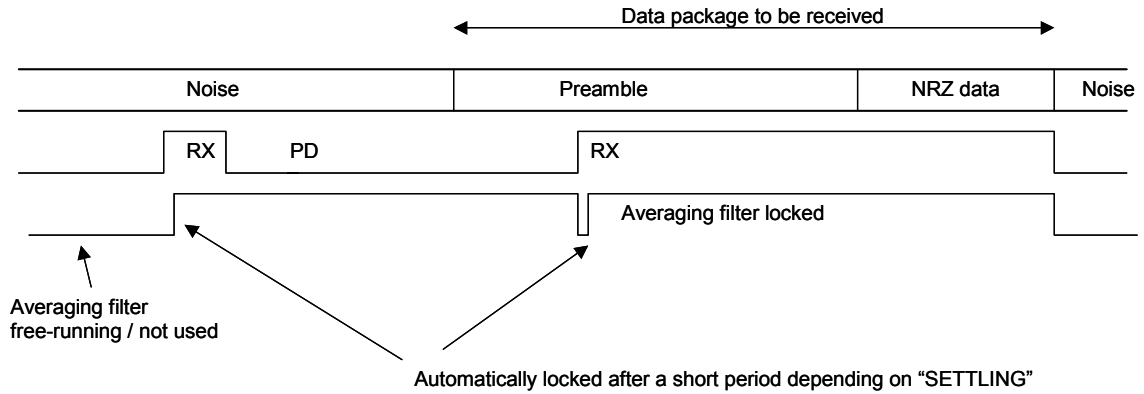 Data package to be received
Noise
Preamble
NRZ data
Noise
RX
PD
RX
Averaging filter locked
Averaging filter
free-running / not used
Automatically locked after a short period depending on “SETTLING”